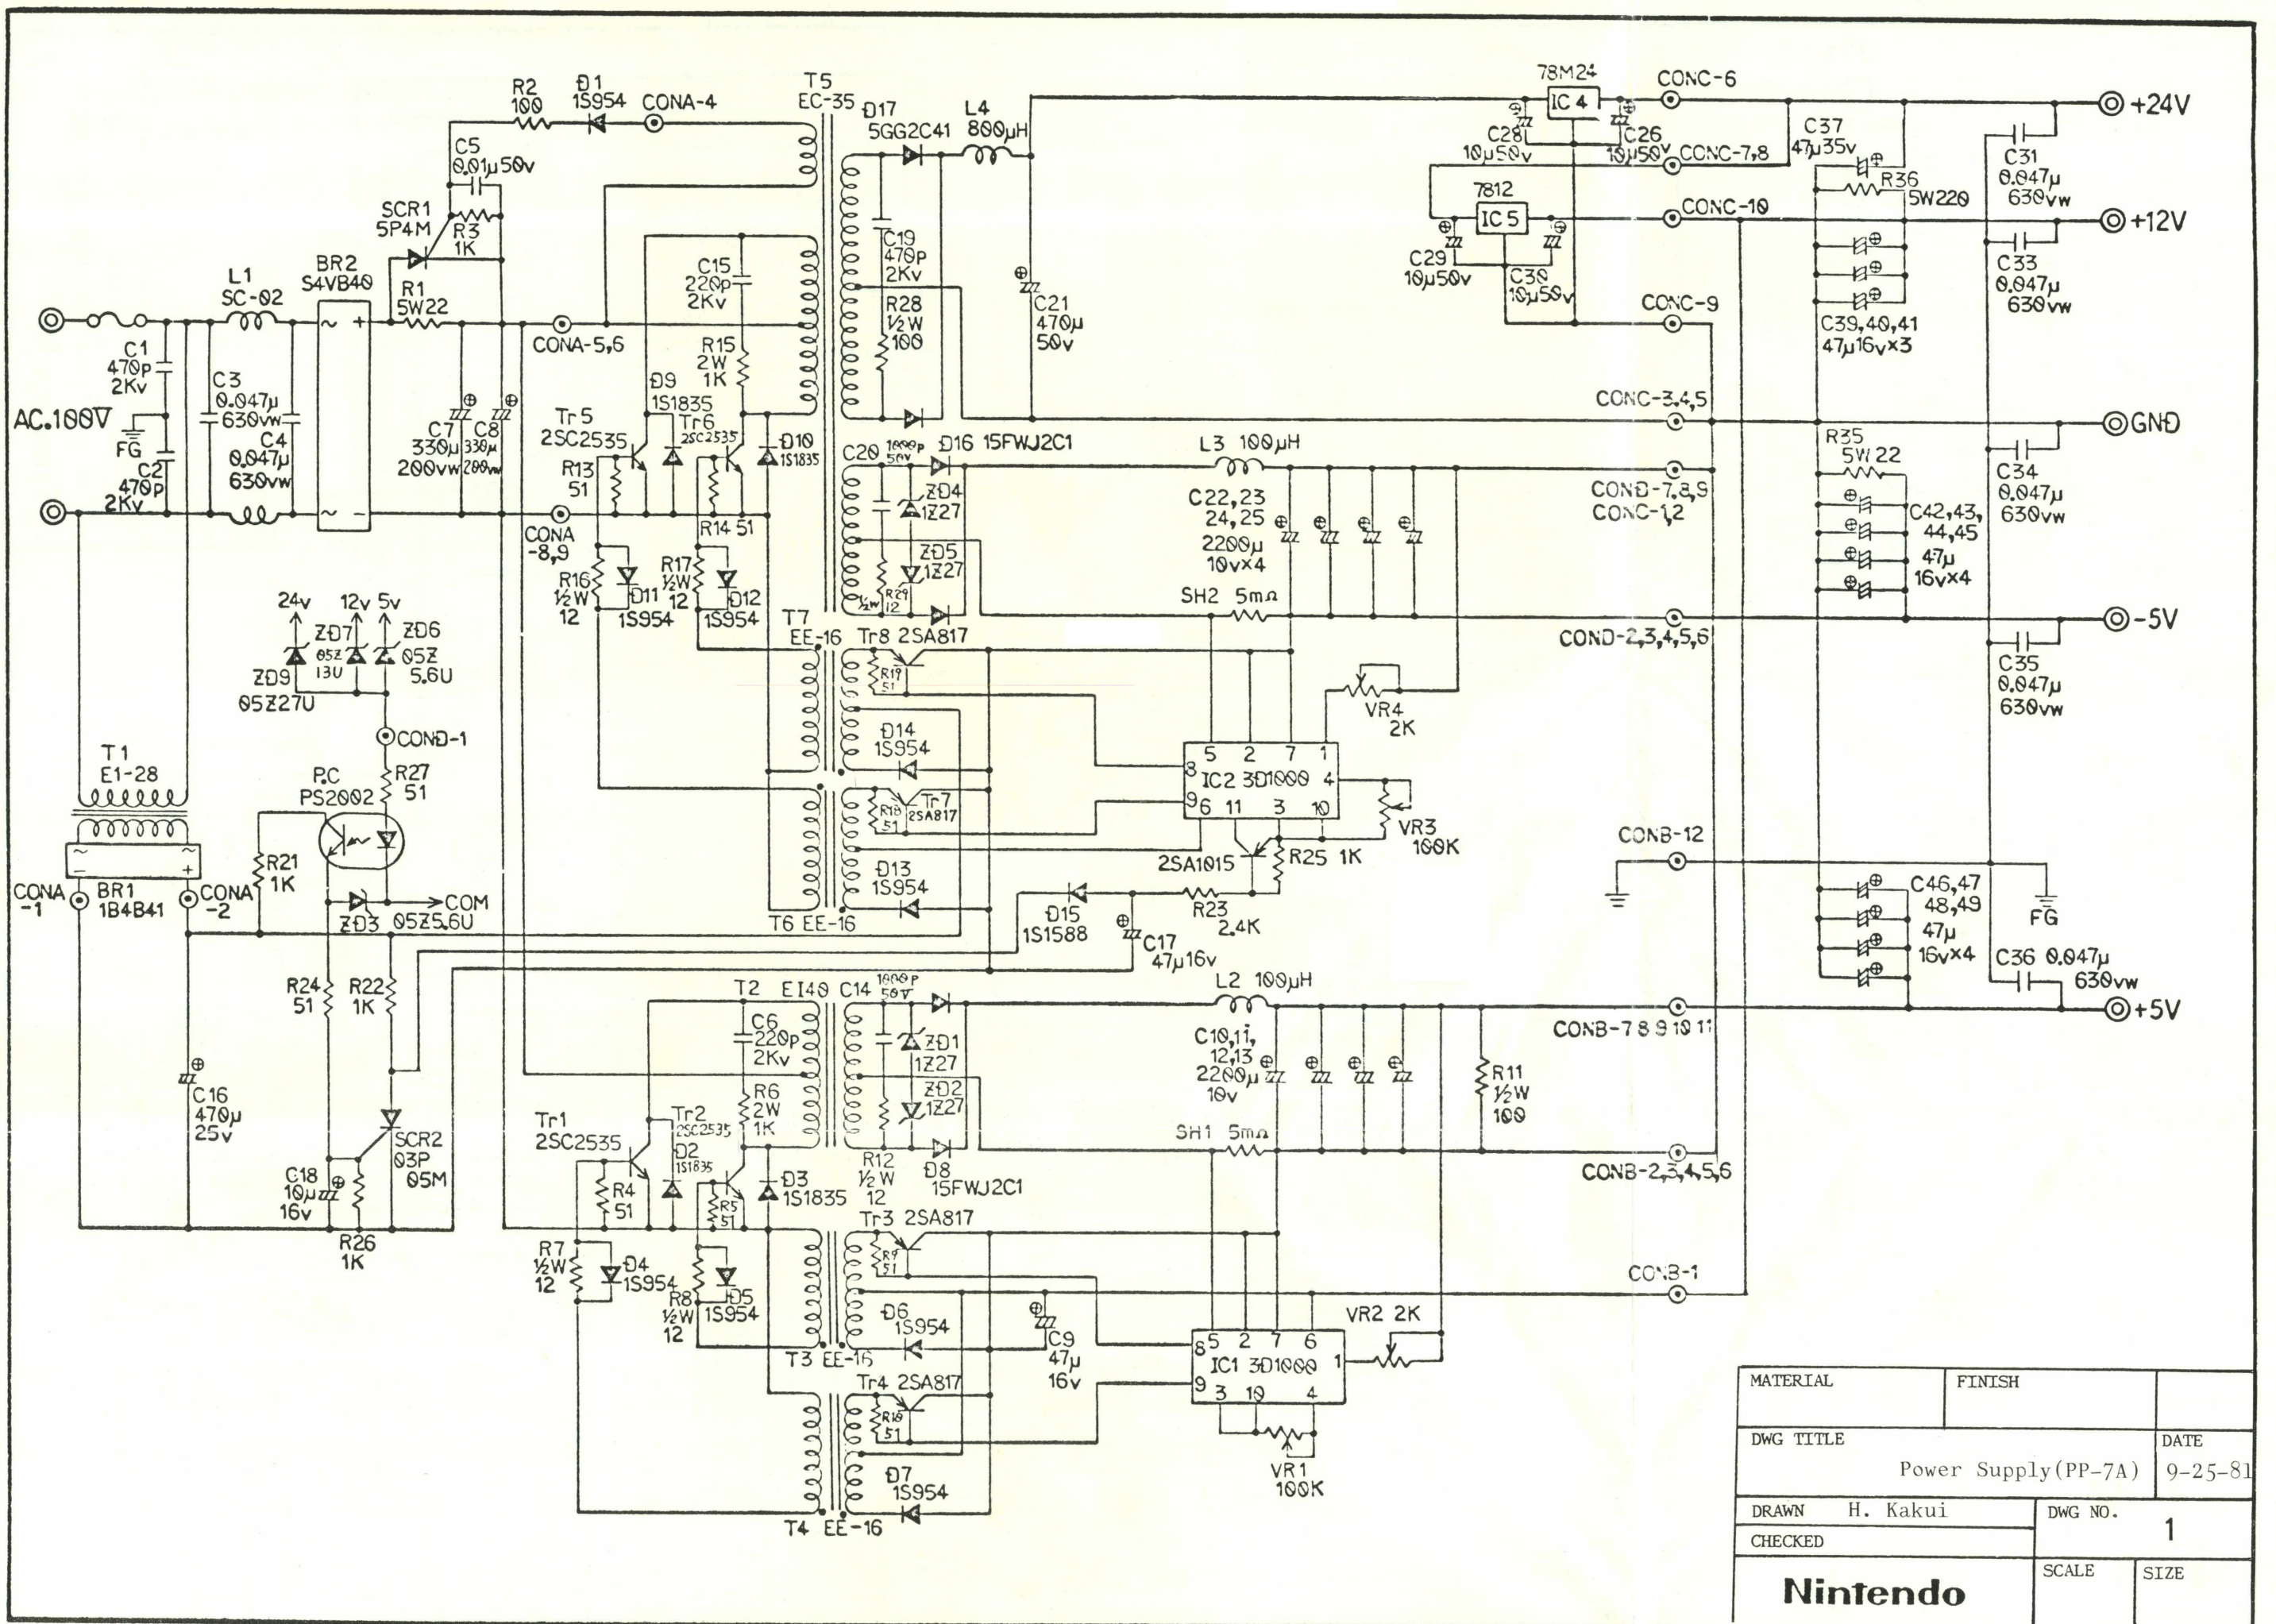 R2
100
D1
1S954
CONA-4
T5
EC-35
D17
5GG2C41
L4
800μH
78M24
IC 4
CONC-6
+24V
C5
0.01μ50v
C28
10μ50v
C26
10μ50v
CONC-7,8
C37
47μ35v
R36
5W220
C31
0.047μ
630vw
SCR1
5P4M
R3
1K
7812
IC 5
CONC-10
+12V
C29
10μ50v
C30
10μ50v
C33
0.047μ
630vw
L1
SC-02
BR2
S4VB40
~
+
~
−
R1
5W22
C15
220p
2Kv
C19
470p
2Kv
R28
½W
100
C21
470μ
50v
CONC-9
C39,40,41
47μ16v×3
CONA-5,6
R15
2W
1K
C1
470p
2Kv
AC.100V
FG
C2
470p
2Kv
C3
0.047μ
630vw
C4
0.047μ
630vw
C7
330μ
200vw
C8
330μ
200vw
Tr5
2SC2535
D9
1S1835
Tr6
2SC2535
D10
1S1835
R13
51
R14 51
CONA
-8,9
CONC-3.4,5
GND
C20
1000p
50v
D16 15FWJ2C1
L3 100μH
ZD4
1Z27
ZD5
1Z27
R29
12
½W
C22,23
24,25
2200μ
10v×4
COND-7,8,9
CONC-1,2
R35
5W22
C42,43,
44,45
47μ
16v×4
C34
0.047μ
630vw
R16
½W
12
D11
1S954
R17
½W
12
D12
1S954
SH2 5mΩ
COND-2,3,4,5,6
-5V
24v
12v
5v
ZD7
05Z
13U
ZD6
05Z
5.6U
ZD9
05Z27U
T7
EE-16
Tr8 2SA817
R19
51
D14
1S954
VR4
2K
C35
0.047μ
630vw
COND-1
T1
E1-28
P.C
PS2002
R27
51
5
2
7
1
8
IC2 3D1000
4
9
6
11
3
10
R18
51
Tr7
2SA817
VR3
100K
CONB-12
2SA1015
R25 1K
~
−
~
+
CONA
-1
BR1
1B4B41
CONA
-2
R21
1K
ZD3
05Z5.6U
COM
D13
1S954
T6 EE-16
D15
1S1588
R23
2.4K
C17
47μ16v
C46,47
48,49
47μ
16v×4
FG
C36 0.047μ
630vw
R24
51
R22
1K
T2
EI40
C14
1000p
50V
L2 100μH
CONB-7 8 9 10 11
+5V
C6
220p
2Kv
ZD1
1Z27
ZD2
1Z27
C10,11,
12,13
2200μ
10v
R11
½W
100
C16
470μ
25v
R6
2W
1K
Tr1
2SC2535
Tr2
2SC2535
D2
1S1835
D3
1S1835
SCR2
03P
05M
C18
10μ
16v
R26
1K
R4
51
R5
51
R12
½W
12
D8
15FWJ2C1
SH1 5mΩ
CONB-2,3,4,5,6
Tr3 2SA817
R9
51
R7
½W
12
D4
1S954
R8
½W
12
D5
1S954
D6
1S954
T3 EE-16
C9
47μ
16v
CONB-1
VR2 2K
5
2
7
6
8
IC1 3D1000
1
9
3
10
4
VR1
100K
Tr4 2SA817
R10
51
D7
1S954
T4 EE-16
MATERIAL
FINISH
DWG TITLE
DATE
Power Supply(PP-7A)
9-25-81
DRAWN H. Kakui
DWG NO.
1
CHECKED
SCALE
SIZE
Nintendo